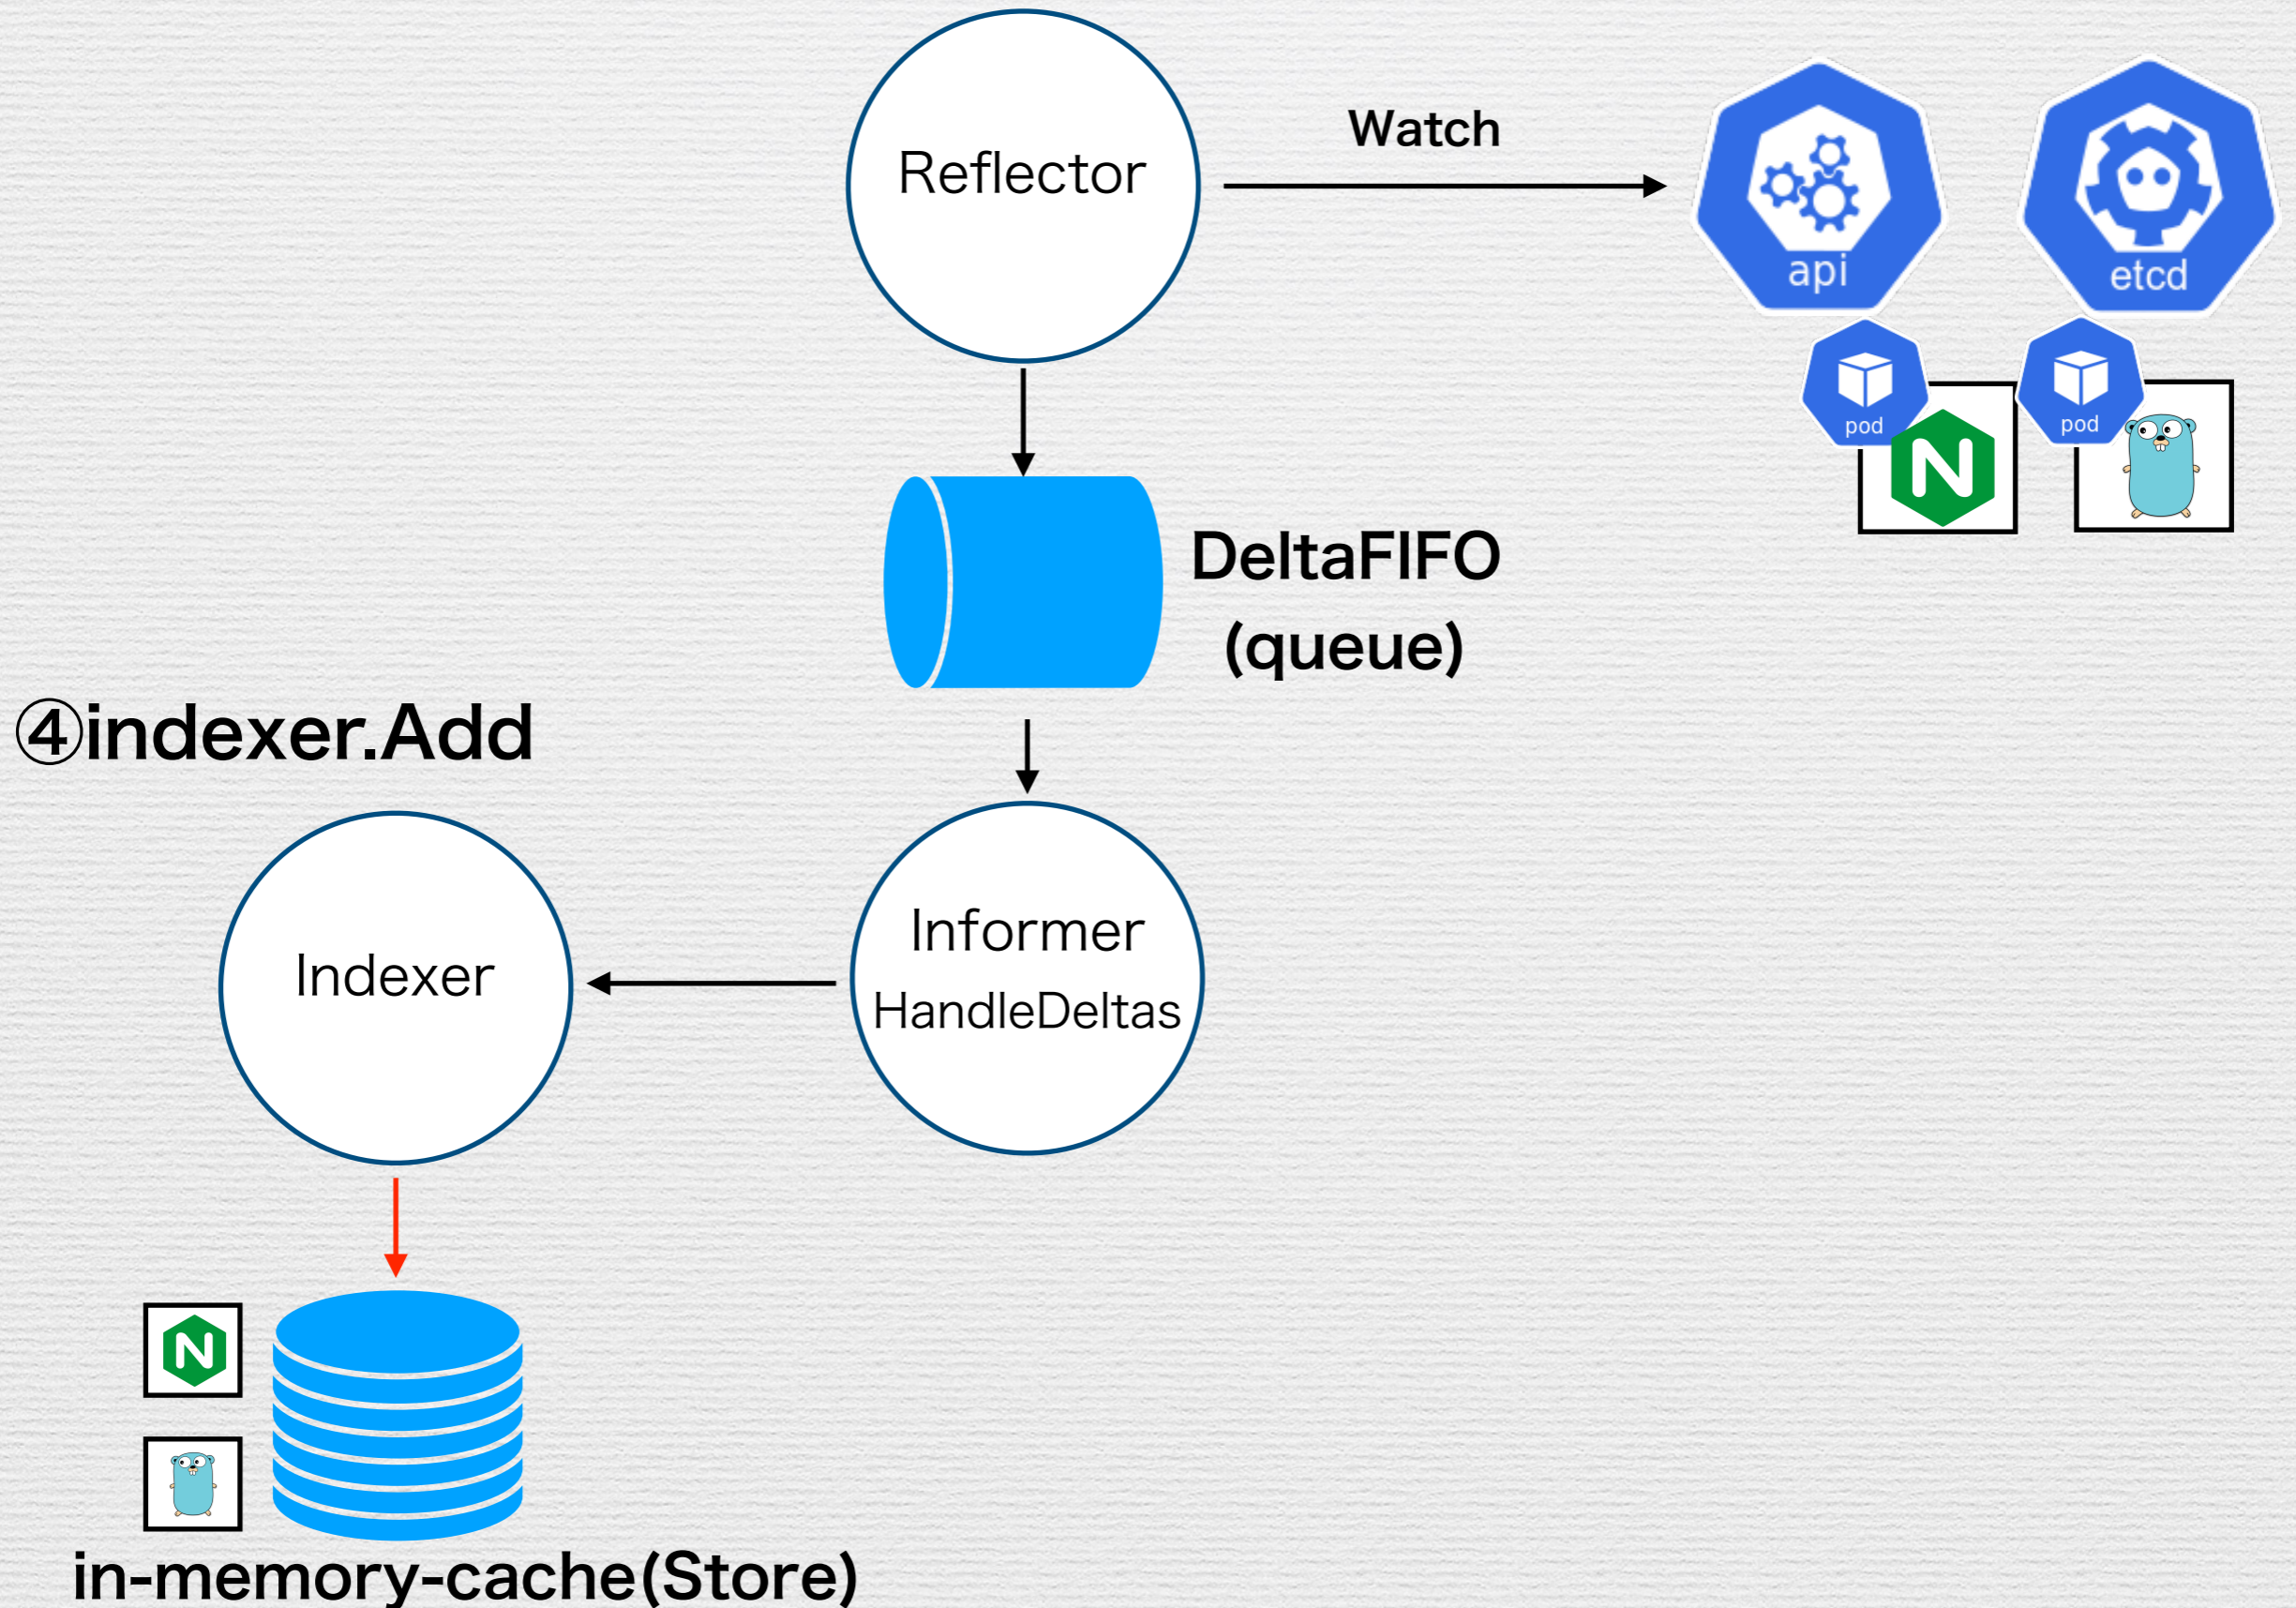 Reflector
Watch
api
etcd
pod
pod
DeltaFIFO
(queue)
④indexer.Add
Indexer
Informer
HandleDeltas
in-memory-cache(Store)